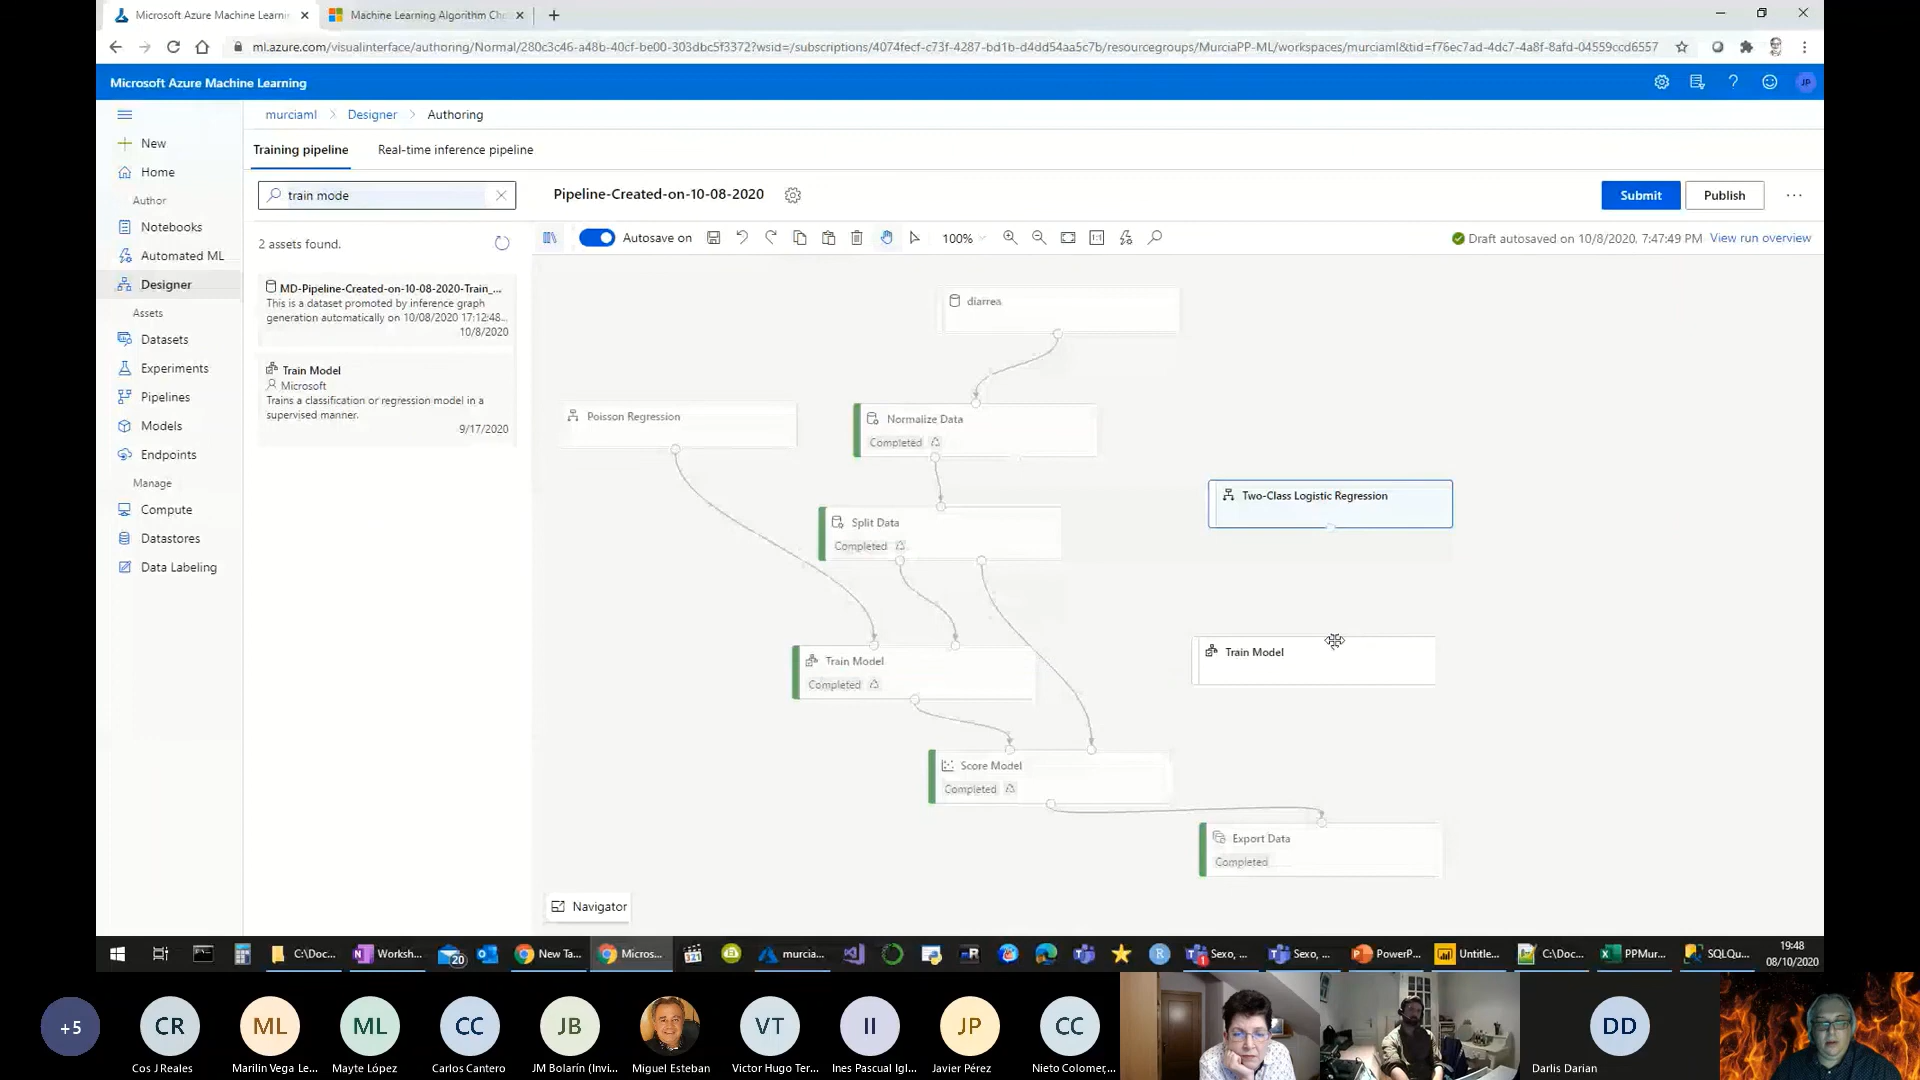 Microsoft Azure Machine Learnin
Machine Learning Algorithm Ch
ml.azure.com/visualinterface/authoring/Normal/280c3c46-a48b-40cf-be00-303dbc5f3372?wsid=/subscriptions/4074fecf-c73f-4287-bd1b-d4dd54aa5c7b/resourcegroups/MurciaPP-ML/workspaces/murciaml&tid=f76ec7ad-4dc7-4a8f-8afd-04559ccd6557
Microsoft Azure Machine Learning
JP
murciaml > Designer > Authoring
New
Home
Author
Notebooks
Automated ML
Designer
Assets
Datasets
Experiments
Pipelines
Models
Endpoints
Manage
Compute
Datastores
Data Labeling
Training pipeline
Real-time inference pipeline
train mode
Pipeline-Created-on-10-08-2020
Submit
Publish
2 assets found.
Autosave on
100%
Draft autosaved on 10/8/2020, 7:47:49 PM
View run overview
MD-Pipeline-Created-on-10-08-2020-Train_...
This is a dataset promoted by inference graph
generation automatically on 10/08/2020 17:12:48...
10/8/2020
Train Model
Microsoft
Trains a classification or regression model in a
supervised manner.
9/17/2020
diarrea
Poisson Regression
Normalize Data
Completed
Two-Class Logistic Regression
Split Data
Completed
Train Model
Completed
Train Model
Score Model
Completed
Export Data
Completed
Navigator
C:\Doc...
Worksh...
20
New Ta...
Micros...
321
murcia...
R
R
1
Sexo, ...
Sexo, ...
PowerP...
Untitle...
C:\Doc...
PPMur...
SQLQu...
19:48
08/10/2020
+5
CR
Cos J Reales
ML
Marilin Vega Le...
ML
Mayte López
CC
Carlos Cantero
JB
JM Bolarín (Invi...
Miguel Esteban
VT
Victor Hugo Ter...
II
Ines Pascual Igl...
JP
Javier Pérez
CC
Nieto Colomer,...
DD
Darlis Darian